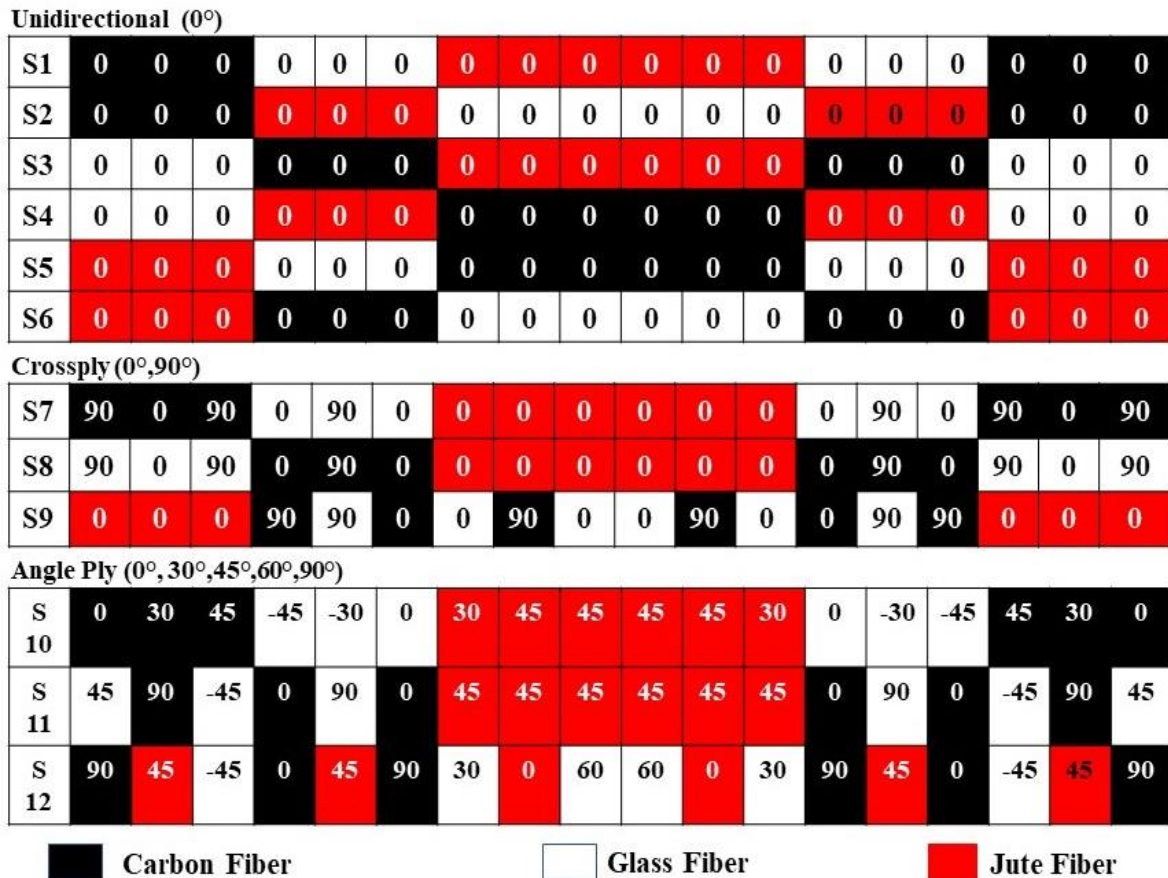 Unidirectional (0°)
S1 0 0 0 0 0 0 0 0 0 0 0 0 0 0 0 0 0 0
S2 0 0 0 0 0 0 0 0 0 0 0 0 0 0 0 0 0 0
S3 0 0 0 0 0 0 0 0 0 0 0 0 0 0 0 0 0 0
S4 0 0 0 0 0 0 0 0 0 0 0 0 0 0 0 0 0 0
S5 0 0 0 0 0 0 0 0 0 0 0 0 0 0 0 0 0 0
S6 0 0 0 0 0 0 0 0 0 0 0 0 0 0 0 0 0 0
Crossply (0°,90°)
S7 90 0 90 0 90 0 0 0 0 0 0 0 0 90 0 90 0 90
S8 90 0 90 0 90 0 0 0 0 0 0 0 0 90 0 90 0 90
S9 0 0 0 90 90 0 0 90 0 0 90 0 0 90 90 0 0 0
Angle Ply (0°, 30°,45°,60°,90°)
S 0 30 45 -45 -30 0 30 45 45 45 45 30 0 -30 -45 45 30 0
10
S 45 90 -45 0 90 0 45 45 45 45 45 45 0 90 0 -45 90 45
11
S 90 45 -45 0 45 90 30 0 60 60 0 30 90 45 0 -45 45 90
12
Carbon Fiber Glass Fiber Jute Fiber